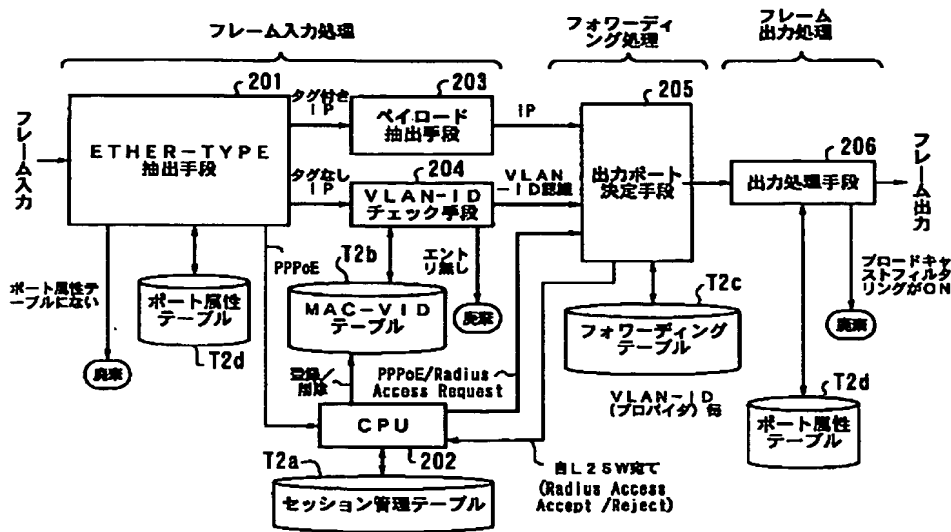 フレーム入力処理
フォワーディ
ング処理
フレーム
出力処理
201
203
205
タグ付き
IP
ペイロード
抽出手段
IP
フレーム入力
ETHER-TYPE
抽出手段
204
206
タグなし
IP
VLAN-ID
チェック手段
VLAN
-ID認識
出力ポート
決定手段
出力処理手段
フレーム出力
PPPoE
T2b
エント
リ無し
ポート属性テ
ーブルにない
ポート属性
テーブル
MAC-VID
テーブル
廃棄
T2c
フォワーディング
テーブル
ブロードキャ
ストフィルタ
リングがON
廃棄
T2d
廃棄
登録/
削除
PPPoE/Radius
Access Request
VLAN-ID
(プロバイダ)毎
T2d
ポート属性
テーブル
CPU
202
T2a
セッション管理テーブル
自L2SW宛て
(Radius Access
Accept /Reject)